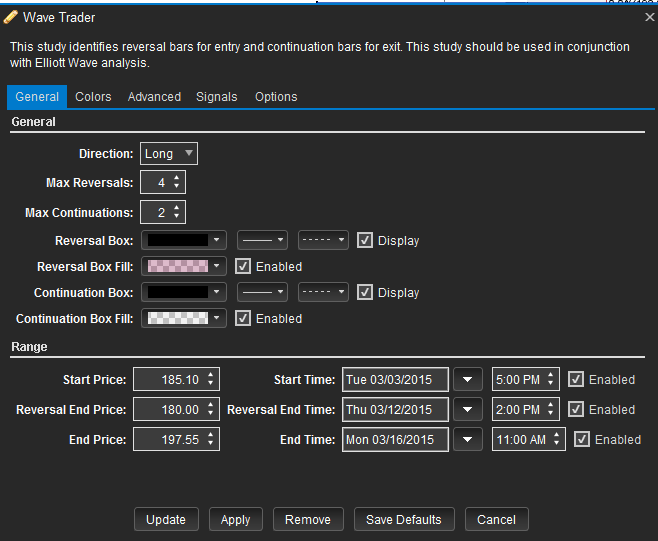 Wave Trader
This study identifies reversal bars for entry and continuation bars for exit. This study should be used in conjunction
with Elliott Wave analysis.
General Colors Advanced Signals Options
General
Direction: Long
Max Reversals: 4
Max Continuations: 2
Reversal Box: Display
Reversal Box Fill: Enabled
Continuation Box: Display
Continuation Box Fill: Enabled
Range
Start Price: 185.10 Start Time: Tue 03/03/2015 5:00 PM Enabled
Reversal End Price: 180.00 Reversal End Time: Thu 03/12/2015 2:00 PM Enabled
End Price: 197.55 End Time: Mon 03/16/2015 11:00 AM Enabled
Update Apply Remove Save Defaults Cancel